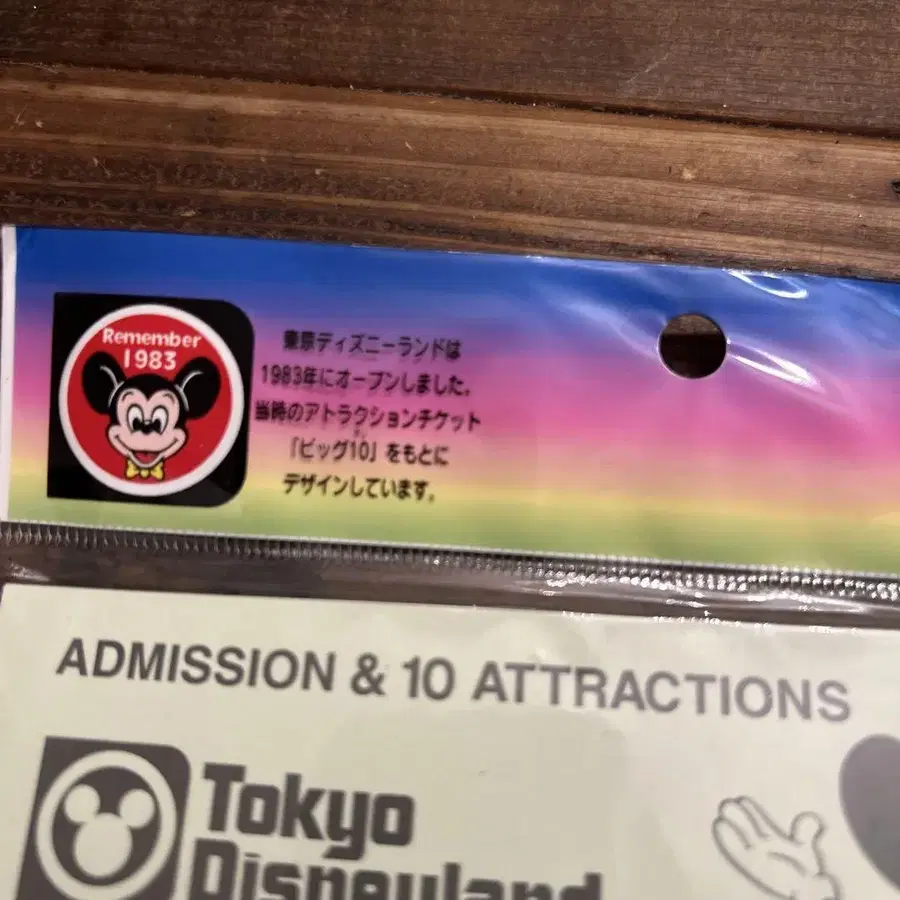 Remember
1983
東京ディズニーランドは
1983年にオープンしました。
当時のアトラクションチケット
「ビッグ10」をもとに
デザインしています。
ADMISSION & 10 ATTRACTIONS
Tokyo
Disneyland